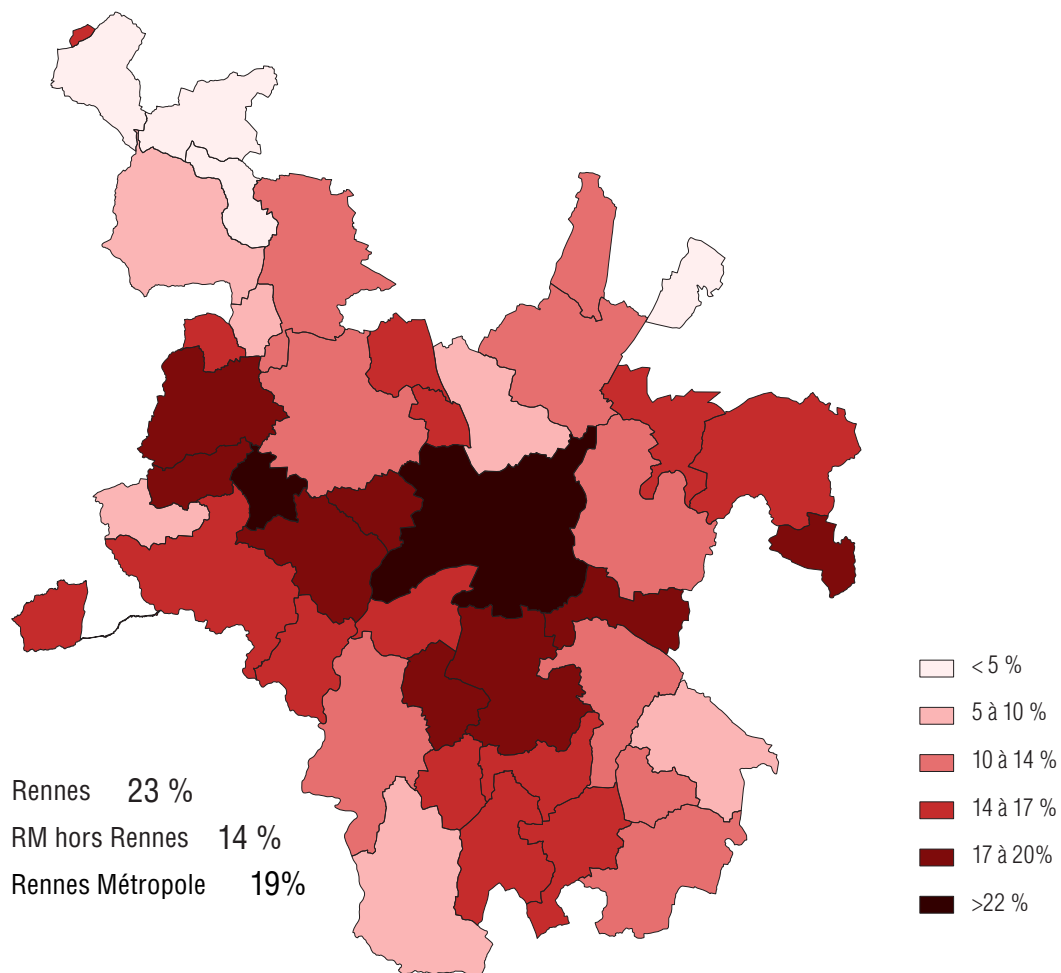 < 5 %
5 à 10 %
10 à 14 %
14 à 17 %
17 à 20%
>22 %
Rennes 23 %
RM hors Rennes 14 %
Rennes Métropole 19%